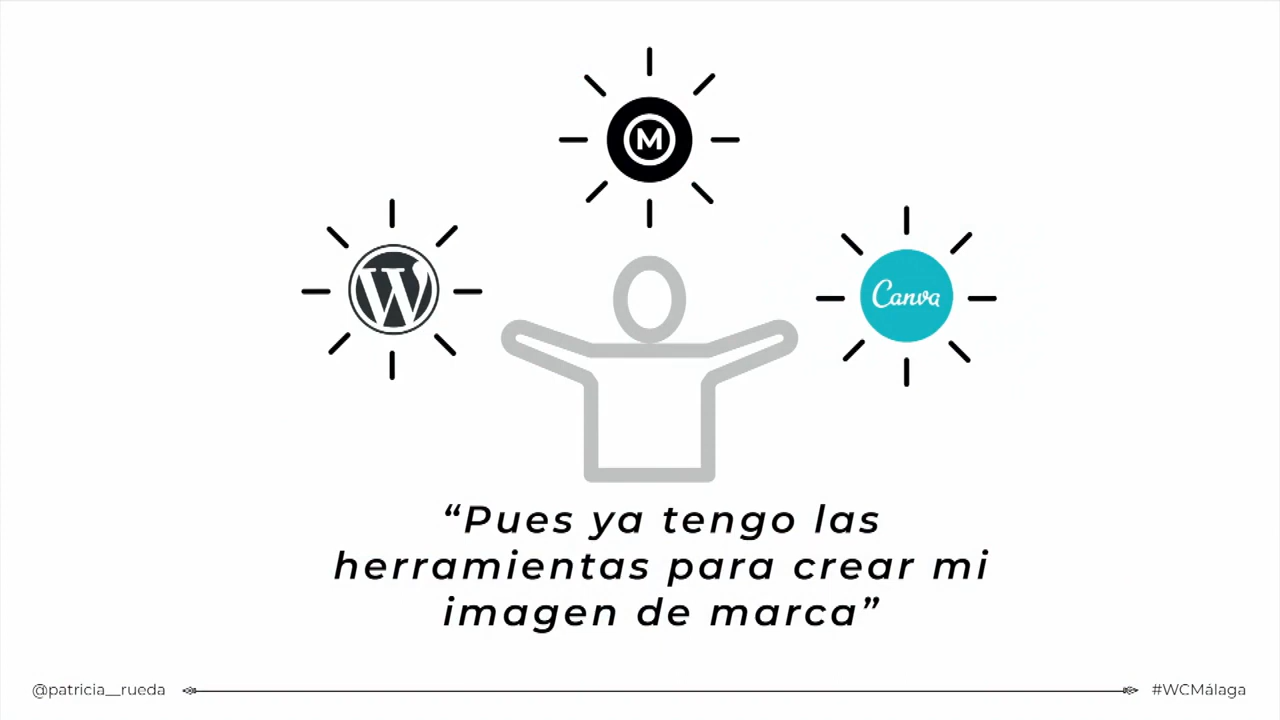 M
W
Canva
“Pues ya tengo las
herramientas para crear mi
imagen de marca”
@patricia__rueda
#WCMálaga